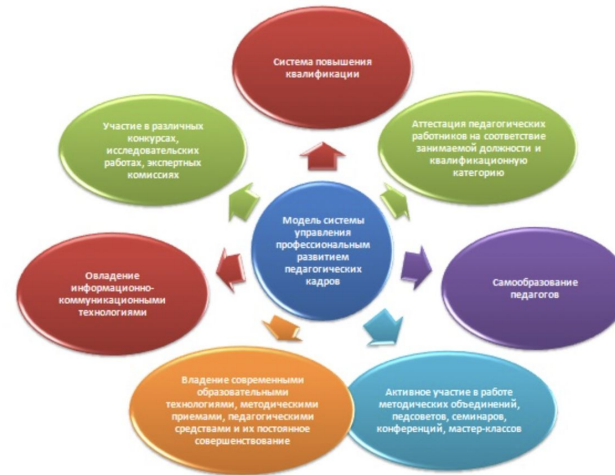 Система повышения
квалификации
Участие в различных
конкурсах,
исследовательских
работах, экспертных
комиссиях
Аттестация педагогических
работников на соответствие
занимаемой должности и
квалификационную
категорию
Модель системы
управления
профессиональным
развитием
педагогических
кадров
Овладение
информационно-
коммуникационными
технологиями
Самообразование
педагогов
Владение современными
образовательными
технологиями, методическими
приемами, педагогическими
средствами и их постоянное
совершенствование
Активное участие в работе
методических объединений,
педсоветов, семинаров,
конференций, мастер-классов